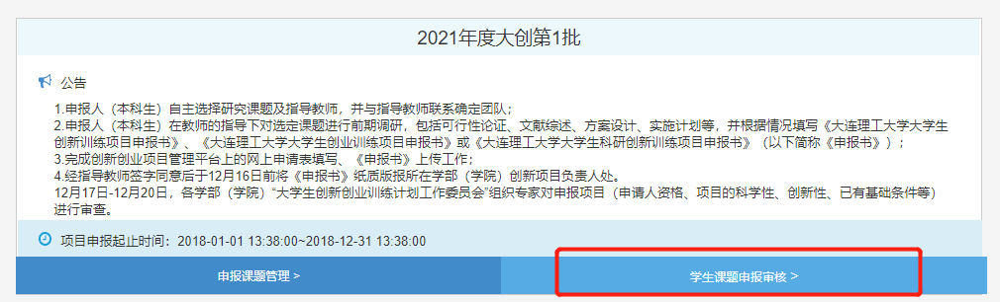 2021年度大创第1批
公告
1.申报人（本科生）自主选择研究课题及指导教师，并与指导教师联系确定团队；
2.申报人（本科生）在教师的指导下对选定课题进行前期调研，包括可行性论证、文献综述、方案设计、实施计划等，并根据情况填写《大连理工大学大学生
创新训练项目申报书》、《大连理工大学大学生创业训练项目申报书》或《大连理工大学大学生科研创新训练项目申报书》（以下简称《申报书》）；
3.完成创新创业项目管理平台上的网上申请表填写、《申报书》上传工作；
4.经指导教师签字同意后于12月16日前将《申报书》纸质版报所在学部（学院）创新项目负责人处。
12月17日-12月20日，各学部（学院）“大学生创新创业训练计划工作委员会”组织专家对申报项目（申请人资格、项目的科学性、创新性、已有基础条件等）
进行审查。
项目申报起止时间：2018-01-01 13:38:00~2018-12-31 13:38:00
申报课题管理 >
学生课题申报审核 >